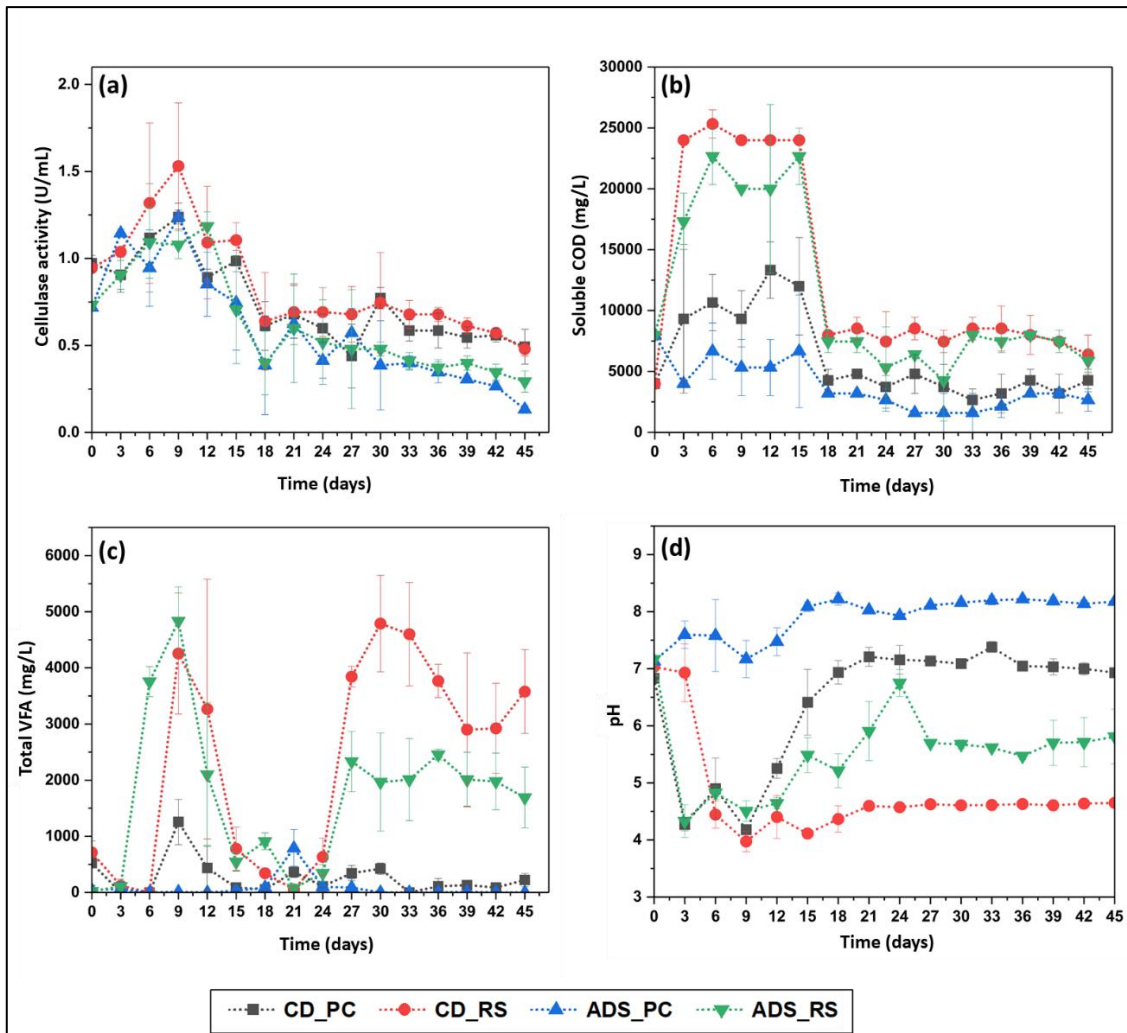 (a)
Cellulase activity (U/mL)
2.0
1.5
1.0
0.5
0.0
0 3 6 9 12 15 18 21 24 27 30 33 36 39 42 45
Time (days)
(b)
Soluble COD (mg/L)
30000
25000
20000
15000
10000
5000
0
0 3 6 9 12 15 18 21 24 27 30 33 36 39 42 45
Time (days)
(c)
Total VFA (mg/L)
6000
5000
4000
3000
2000
1000
0
0 3 6 9 12 15 18 21 24 27 30 33 36 39 42 45
Time (days)
(d)
pH
9
8
7
6
5
4
3
0 3 6 9 12 15 18 21 24 27 30 33 36 39 42 45
Time (days)
CD_PC CD_RS ADS_PC ADS_RS